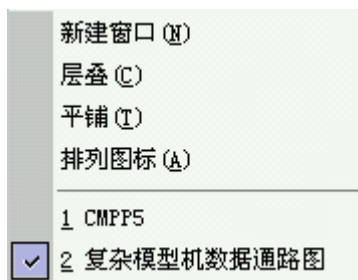 新建窗口(N)
层叠(C)
平铺(T)
排列图标(A)
1 CMPP5
2 复杂模型机数据通路图